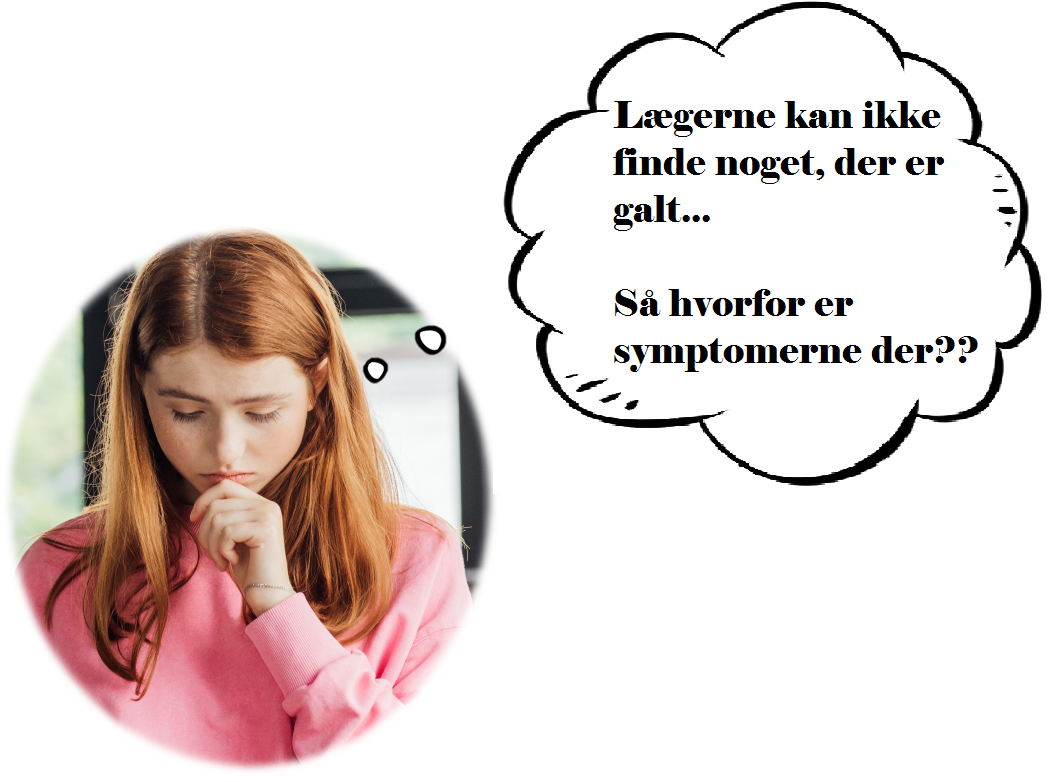 Lægerne kan ikke
finde noget, der er
galt...
Så hvorfor er
symptomerne der??